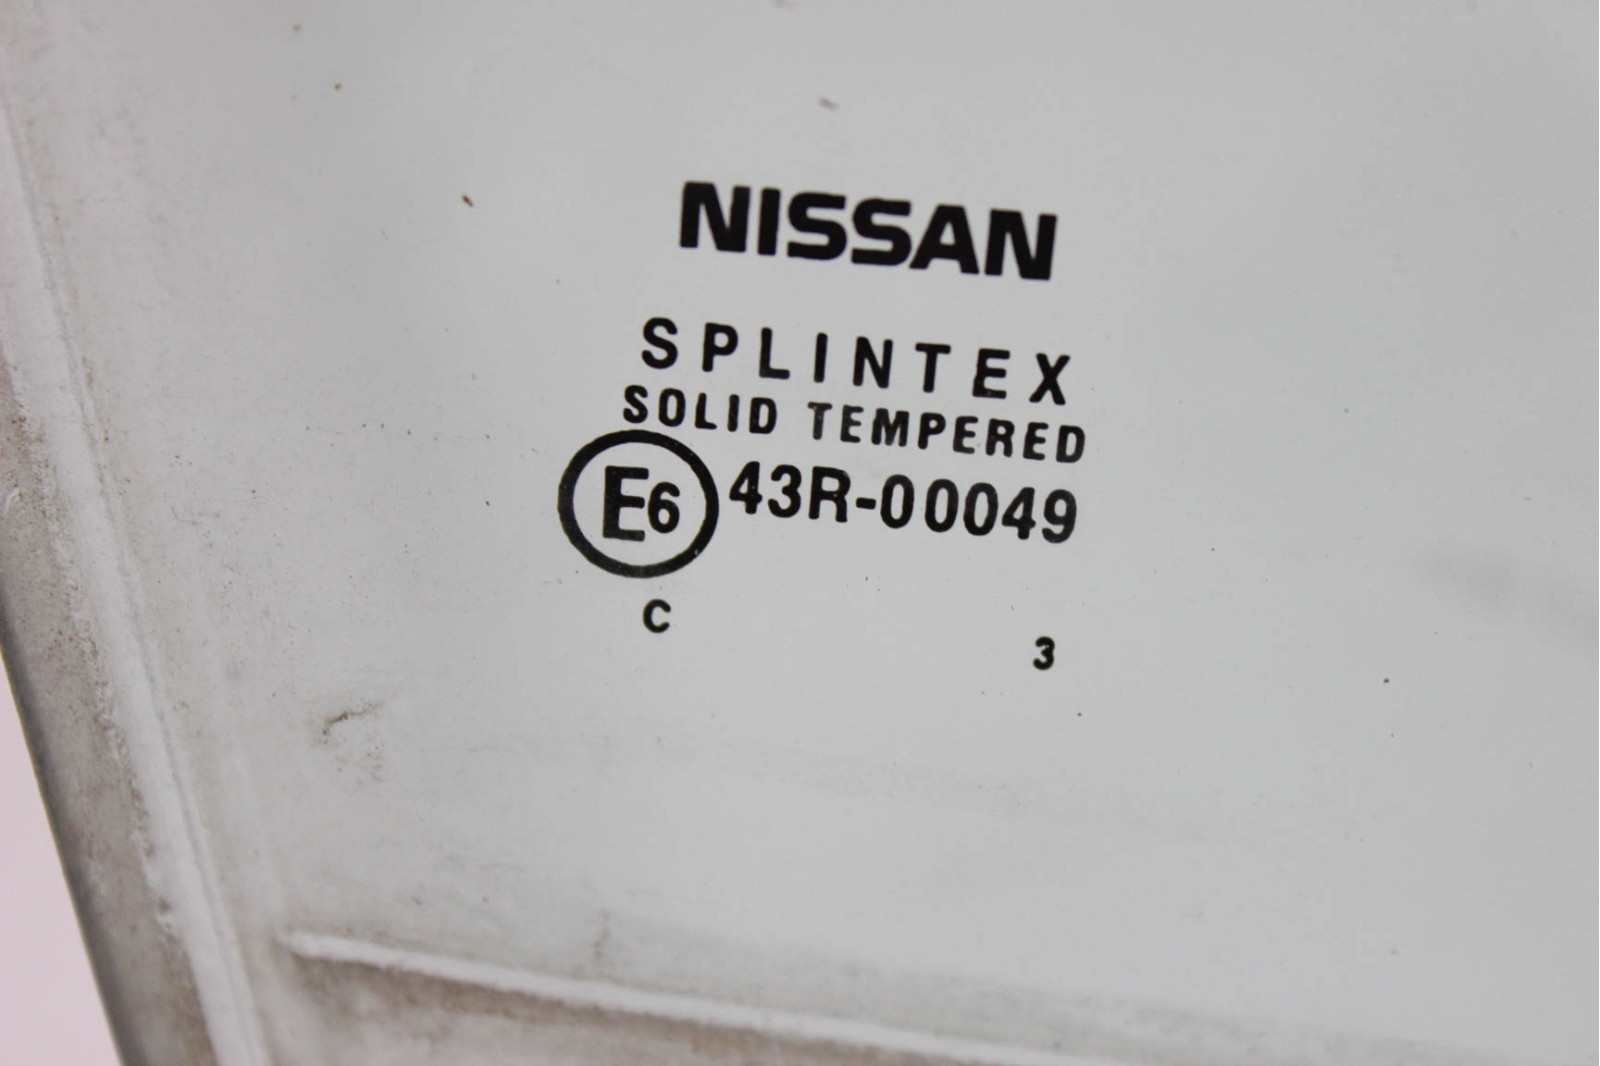 NISSAN
SPLINTEX
SOLID TEMPERED
E6 43R-00049
C 3